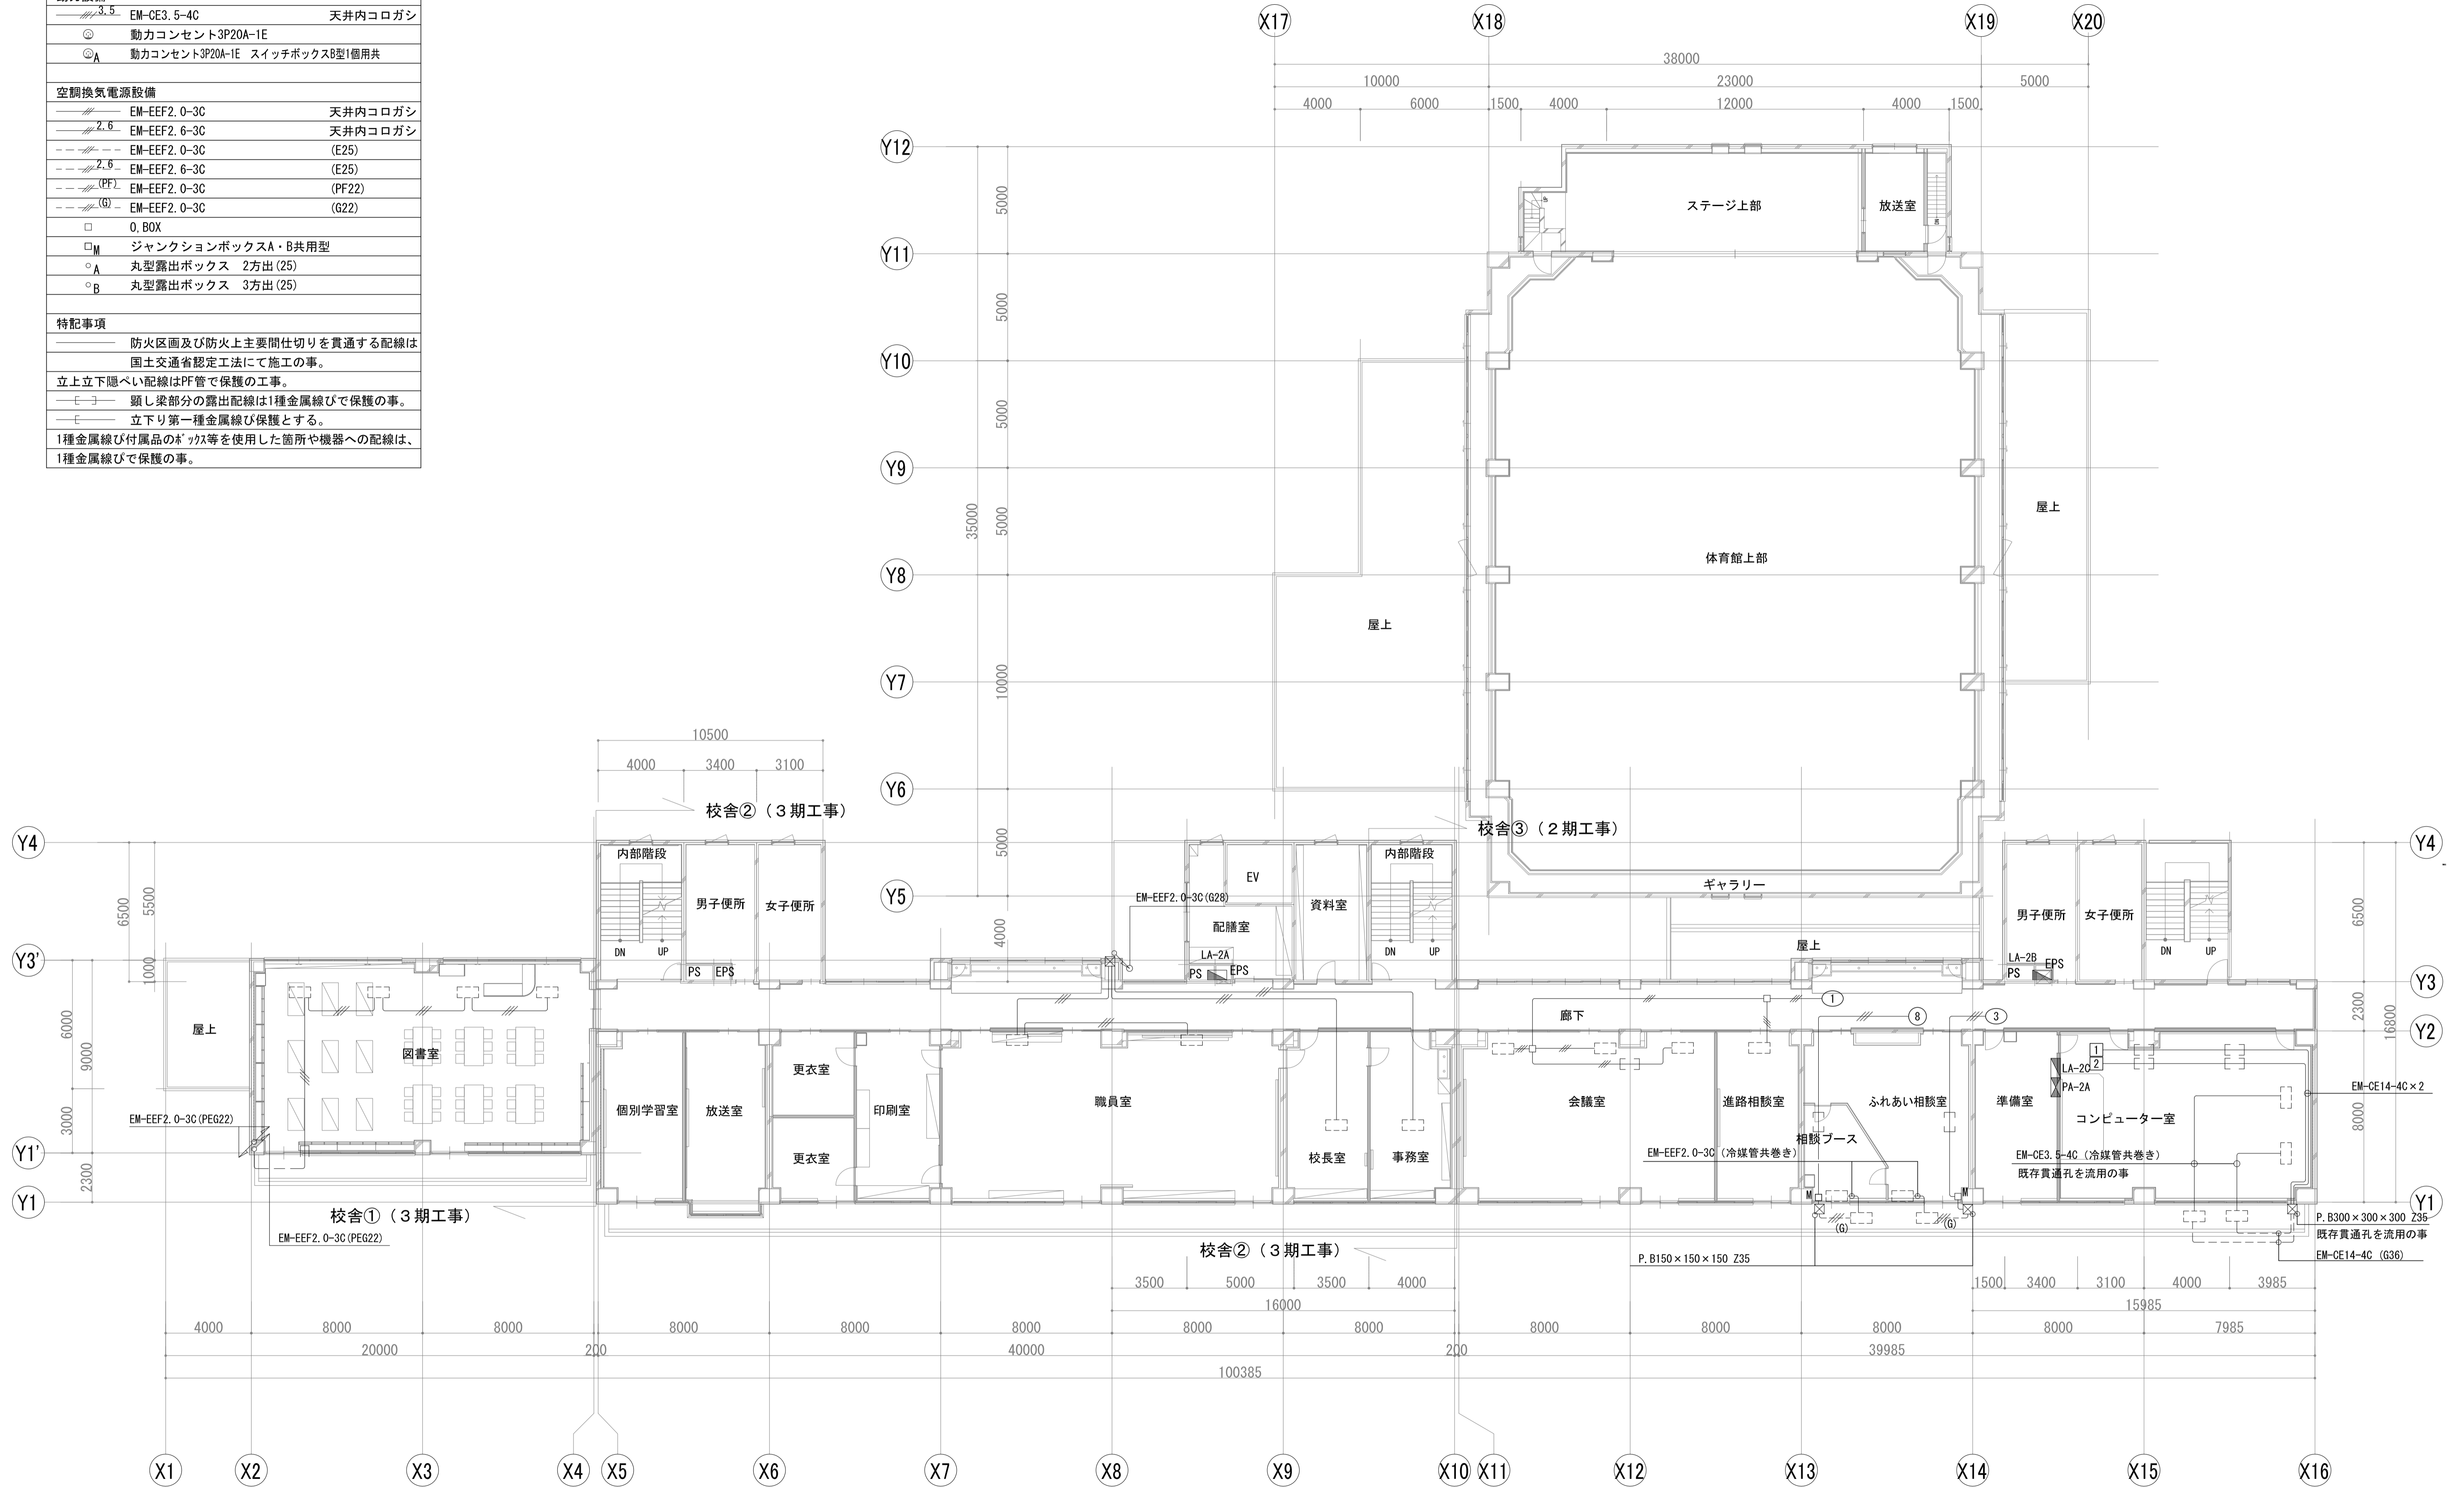 3.5 EM-CE3.5-4C 天井内コロガシ
動力コンセント3P20A-1E
A 動力コンセント3P20A-1E スイッチボックスB型1個用共
空調換気電源設備
EM-EEF2.0-3C 天井内コロガシ
2.6 EM-EEF2.6-3C 天井内コロガシ
EM-EEF2.0-3C (E25)
2.6 EM-EEF2.6-3C (E25)
(PF) EM-EEF2.0-3C (PF22)
(G) EM-EEF2.0-3C (G22)
O,BOX
M ジャンクションボックスA・B共用型
A 丸型露出ボックス 2方出(25)
B 丸型露出ボックス 3方出(25)
特記事項
防火区画及び防火上主要間仕切りを貫通する配線は
国土交通省認定工法にて施工の事。
立上立下隠ぺい配線はPF管で保護の工事。
顕し梁部分の露出配線は1種金属線ぴで保護の事。
立下り第一種金属線ぴ保護とする。
1種金属線ぴ付属品のボックス等を使用した箇所や機器への配線は、
1種金属線ぴで保護の事。
X17 X18 X19 X20
38000
10000 23000 5000
4000 6000 1500 4000 12000 4000 1500
Y12
5000
ステージ上部 放送室
Y11
5000
Y10
5000
Y9
35000 5000
屋上
体育館上部
Y8
屋上
10000
Y7
10500
4000 3400 3100
Y6
校舎②（３期工事）
校舎③（２期工事）
5000
Y4 Y4
内部階段 内部階段
EV
ギャラリー
Y5
EM-EEF2.0-3C(G28)
6500 5500
男子便所 女子便所
資料室
配膳室
男子便所 女子便所
6500
4000
DN UP
LA-2A
DN UP
屋上
LA-2B
DN UP
Y3'
1000
PS EPS
PS EPS
PS EPS
Y3
2300
16800
1
廊下
8
3
屋上
6000
9000
図書室
Y2
更衣室
1
2
LA-2C
PA-2A
EM-CE14-4C×2
個別学習室 放送室 印刷室 職員室
会議室 進路相談室 ふれあい相談室 準備室
コンピューター室
8000
EM-EEF2.0-3C(PEG22)
3000
相談ブース
Y1'
更衣室
校長室 事務室
EM-EEF2.0-3C（冷媒管共巻き）
EM-CE3.5-4C（冷媒管共巻き）
既存貫通孔を流用の事
2300
M M
Y1 Y1
校舎①（３期工事）
(G) (G)
P.B300×300×300 Z35
既存貫通孔を流用の事
EM-EEF2.0-3C(PEG22)
校舎②（３期工事）
P.B150×150×150 Z35
EM-CE14-4C (G36)
3500 5000 3500 4000
1500 3400 3100 4000 3985
16000
15985
4000 8000 8000 8000 8000 8000 8000 8000 8000 8000 8000 8000 7985
20000 200 40000 200 39985
100385
X1 X2 X3 X4 X5 X6 X7 X8 X9 X10 X11 X12 X13 X14 X15 X16